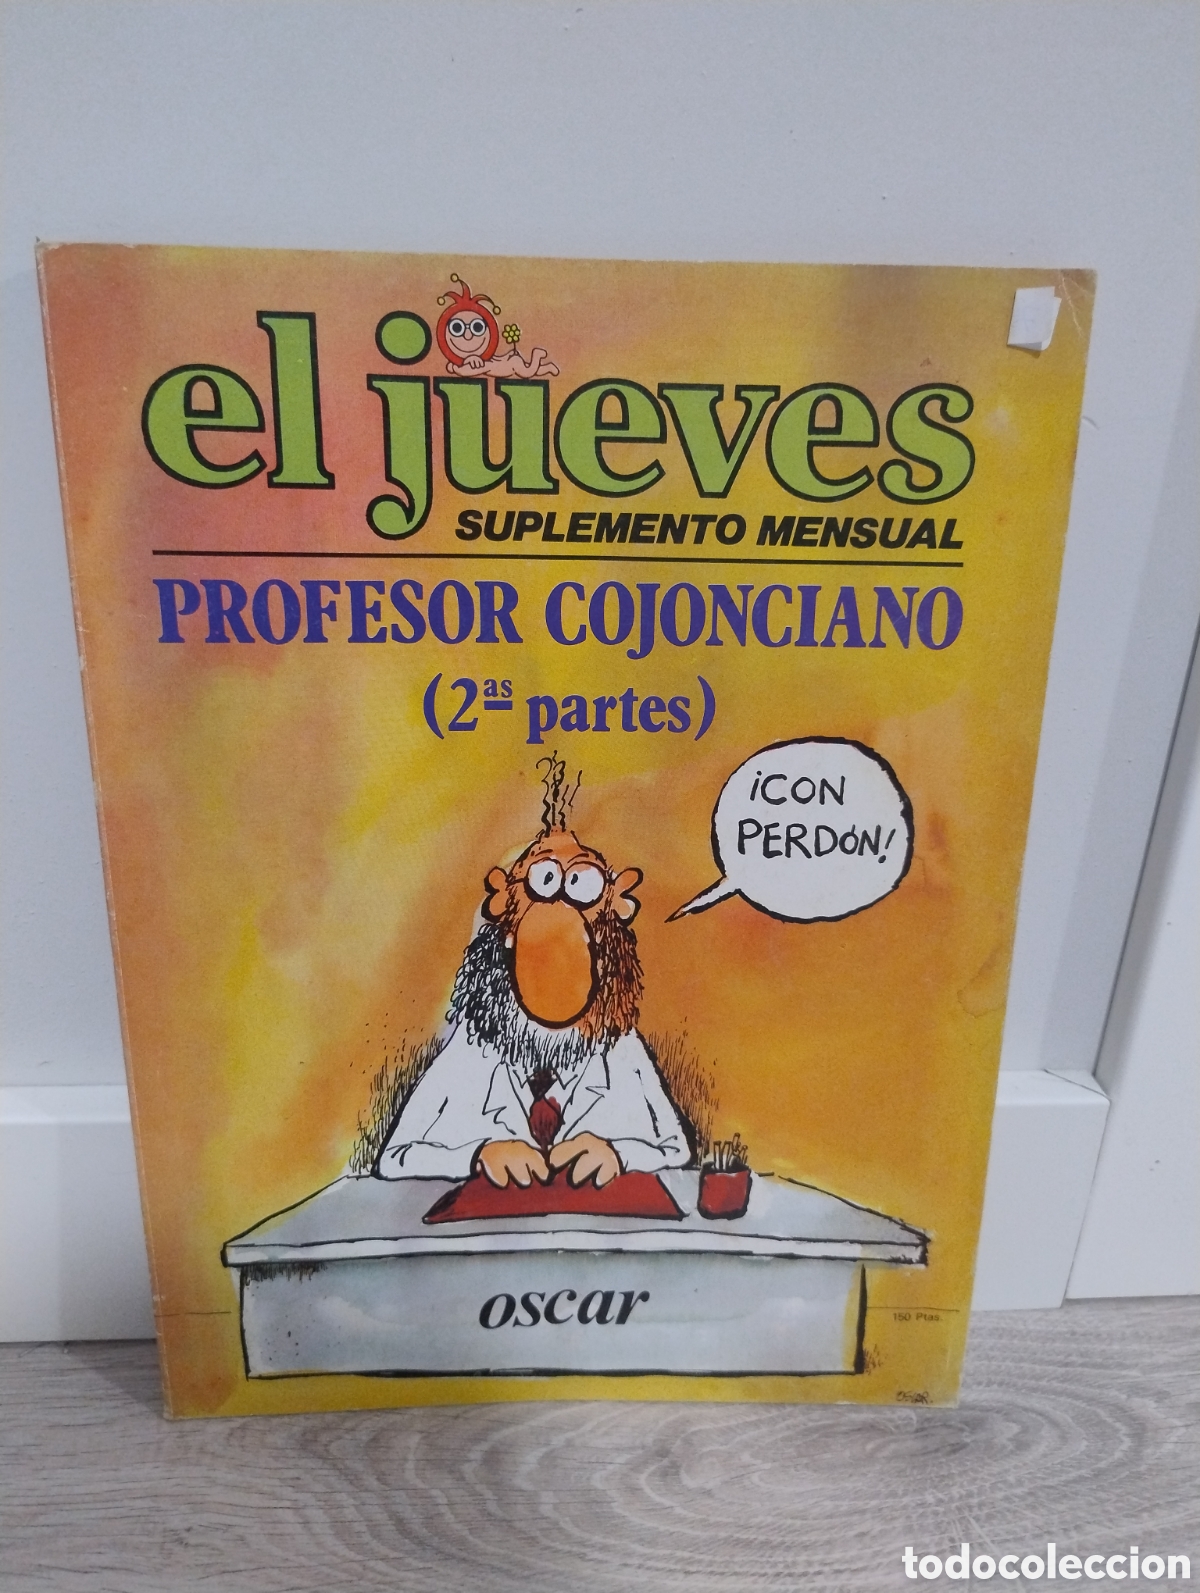 el jueves
SUPLEMENTO MENSUAL
PROFESOR COJONCIANO
(2as partes)
¡CON
PERDÓN!
oscar
150 Ptas.
OSCAR.
todocoleccion